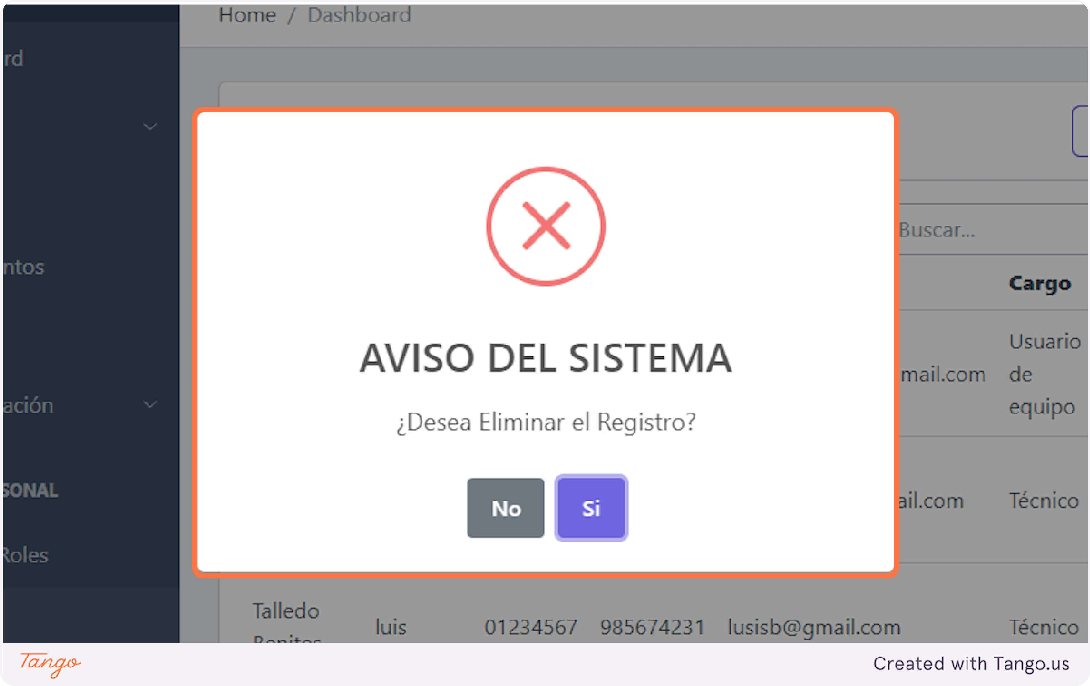 Home / Dashboard
rd
ntos
ación
SONAL
Roles
Buscar...
Cargo
mail.com
Usuario
de
equipo
ail.com
Técnico
AVISO DEL SISTEMA
¿Desea Eliminar el Registro?
No
Si
Talledo
Benitos
luis
01234567
985674231
lusisb@gmail.com
Técnico
Tango
Created with Tango.us